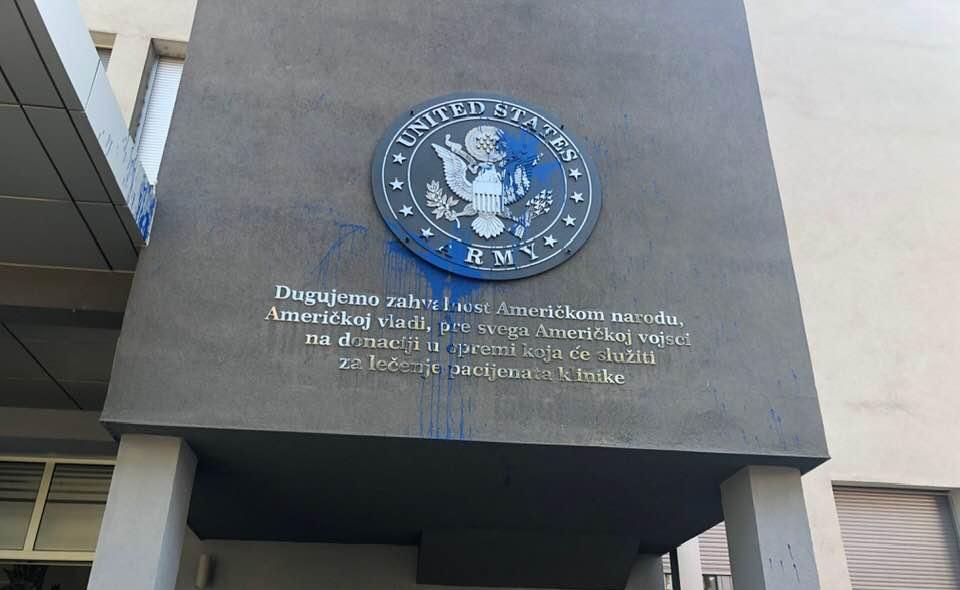 UNITED STATES
ARMY
Dugujemo zahvalnost Američkom narodu,
Američkoj vladi, pre svega Američkoj vojsci
na donaciji u opremi koja će služiti
za lečenje pacijenata klinike